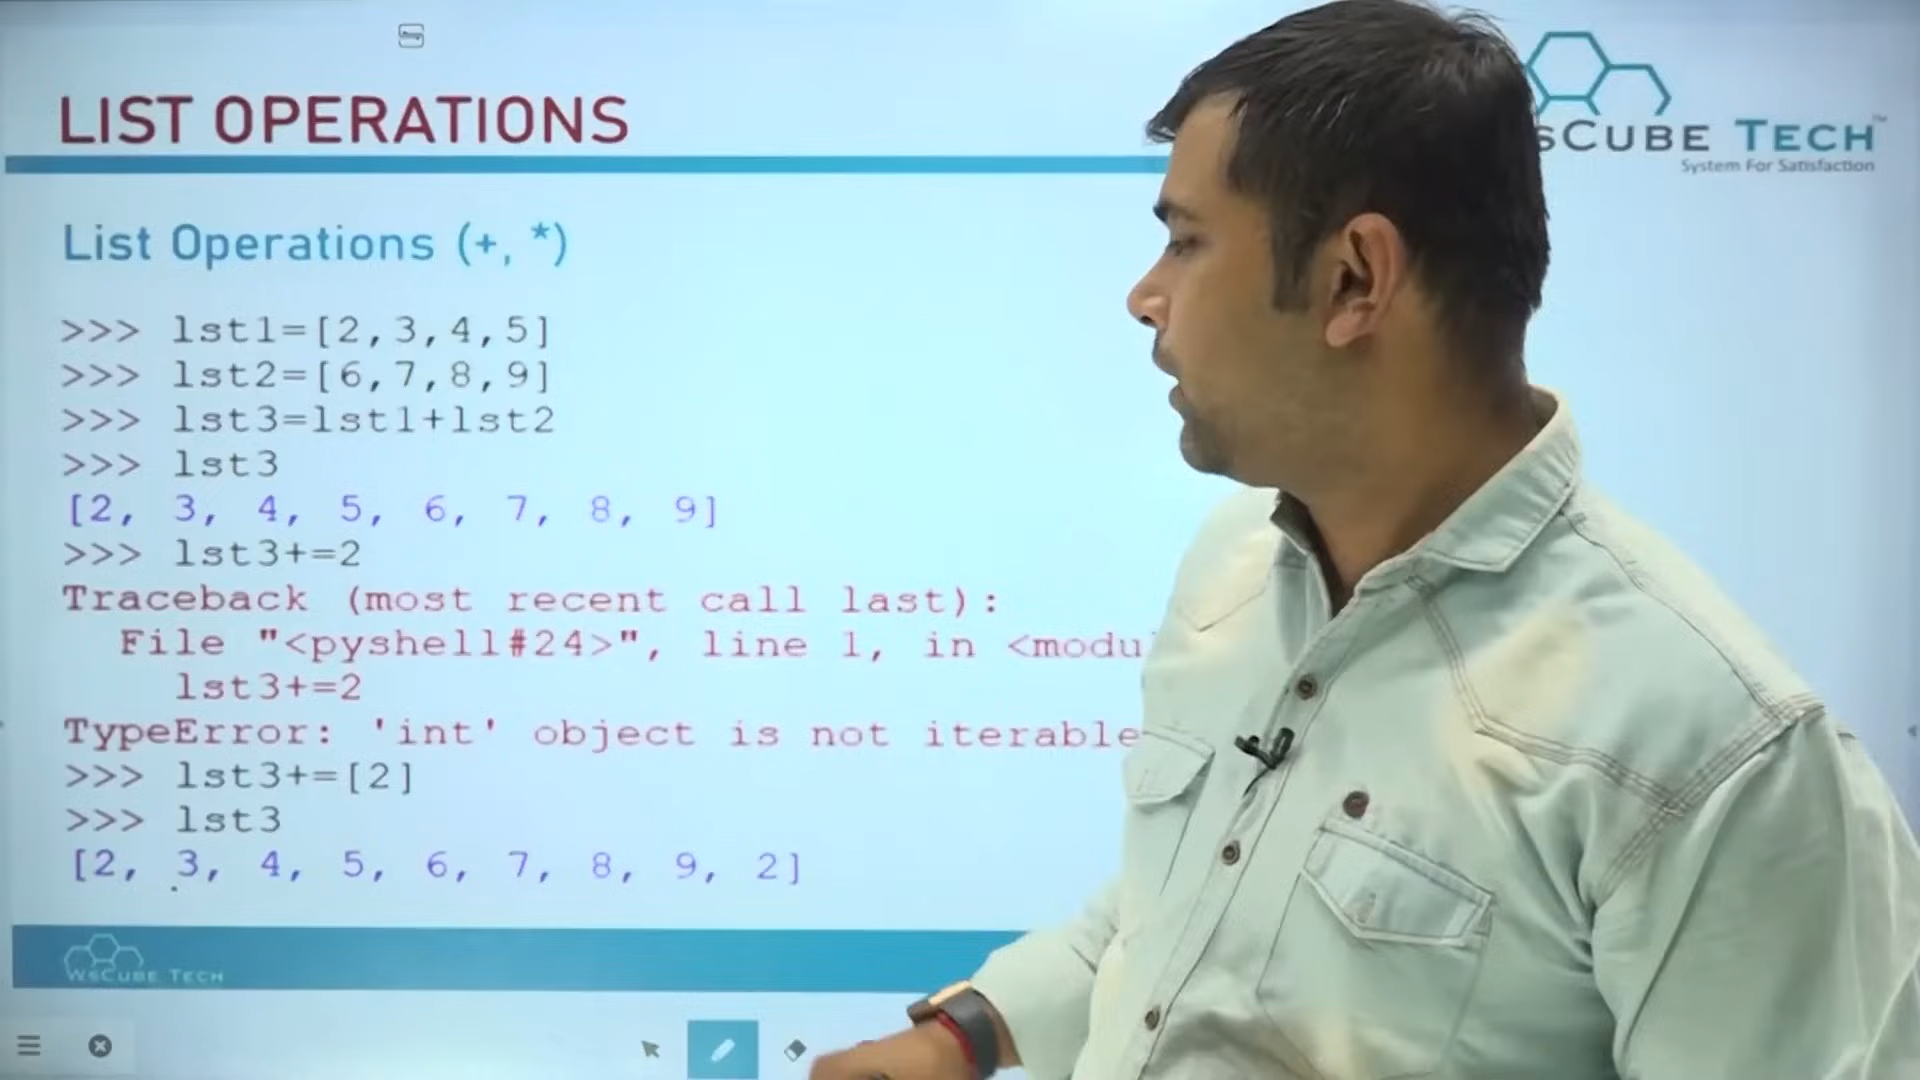 LIST OPERATIONS
sCUBE TECH™
System For Satisfaction
List Operations (+, *)
>>> lst1=[2,3,4,5]
>>> lst2=[6,7,8,9]
>>> lst3=lst1+lst2
>>> lst3
[2, 3, 4, 5, 6, 7, 8, 9]
>>> lst3+=2
Traceback (most recent call last):
File "<pyshell#24>", line 1, in <modu
lst3+=2
TypeError: 'int' object is not iterable
>>> lst3+=[2]
>>> lst3
[2, 3, 4, 5, 6, 7, 8, 9, 2]
WSCUBE TECH